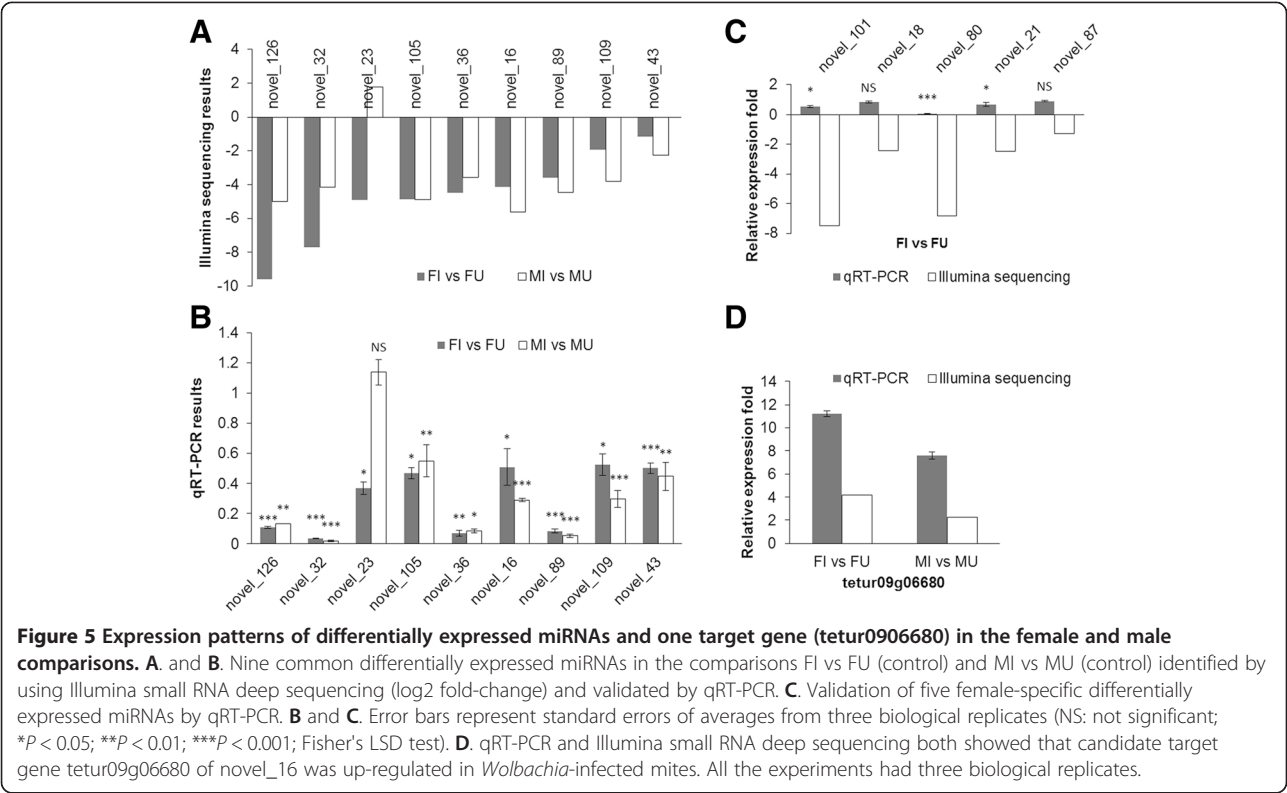 A
Illumina sequencing results
4
2
0
-2
-4
-6
-8
-10
novel_126
novel_32
novel_23
novel_105
novel_36
novel_16
novel_89
novel_109
novel_43
FI vs FU
MI vs MU
C
Relative expression fold
novel_101
novel_18
novel_80
novel_21
novel_87
2
0
-2
-4
-6
-8
*
NS
***
*
NS
FI vs FU
qRT-PCR
Illumina sequencing
B
qRT-PCR results
1.4
1.2
1
0.8
0.6
0.4
0.2
0
FI vs FU
MI vs MU
***
**
***
***
*
NS
*
**
**
*
*
***
***
***
*
***
***
**
novel_126
novel_32
novel_23
novel_105
novel_36
novel_16
novel_89
novel_109
novel_43
D
Relative expression fold
14
12
10
8
6
4
2
0
qRT-PCR
Illumina sequencing
FI vs FU
MI vs MU
tetur09g06680
Figure 5 Expression patterns of differentially expressed miRNAs and one target gene (tetur0906680) in the female and male
comparisons. A. and B. Nine common differentially expressed miRNAs in the comparisons FI vs FU (control) and MI vs MU (control) identified by
using Illumina small RNA deep sequencing (log2 fold-change) and validated by qRT-PCR. C. Validation of five female-specific differentially
expressed miRNAs by qRT-PCR. B and C. Error bars represent standard errors of averages from three biological replicates (NS: not significant;
*P < 0.05; **P < 0.01; ***P < 0.001; Fisher's LSD test). D. qRT-PCR and Illumina small RNA deep sequencing both showed that candidate target
gene tetur09g06680 of novel_16 was up-regulated in Wolbachia-infected mites. All the experiments had three biological replicates.